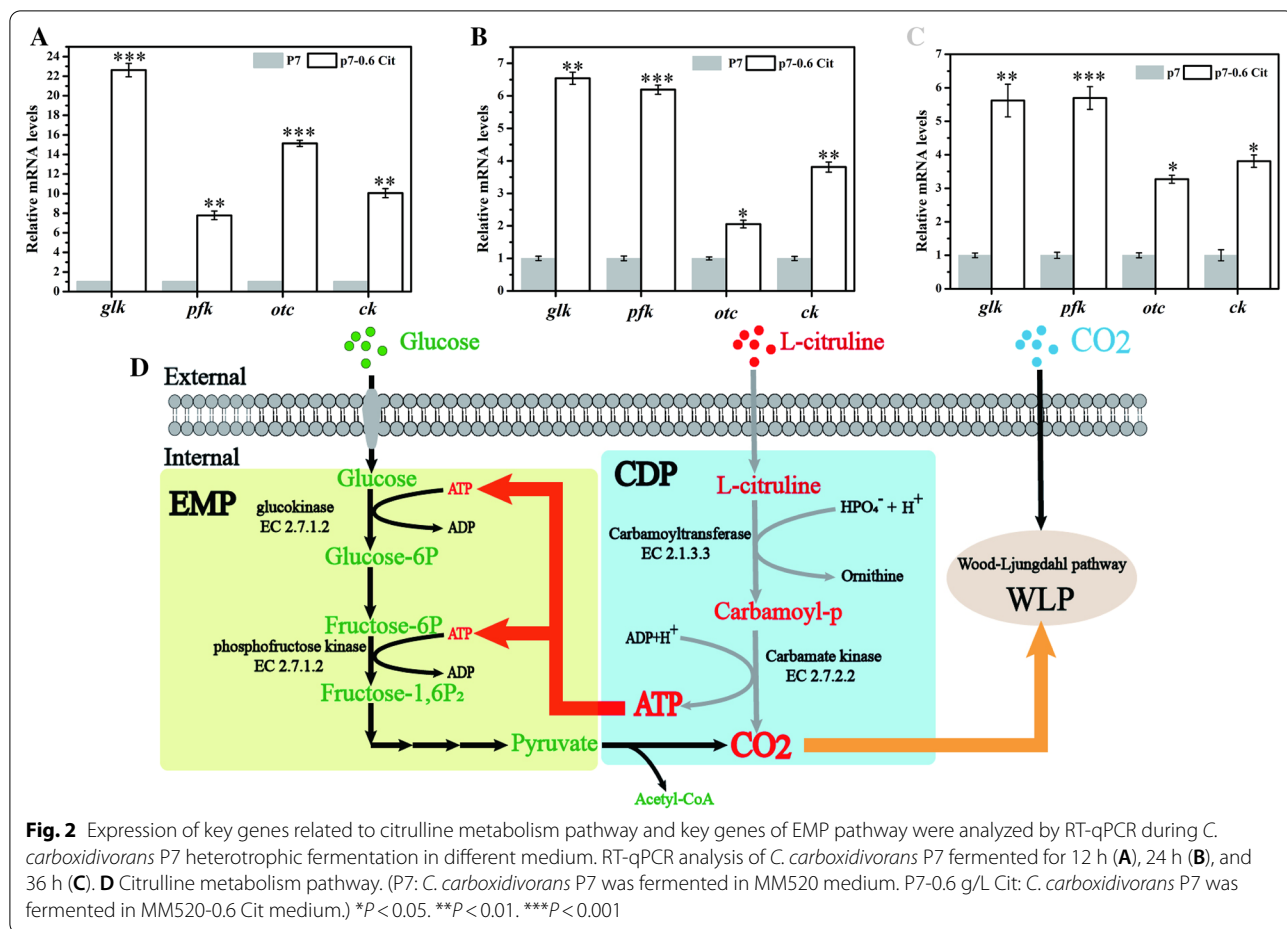 A
B
C
Relative mRNA levels
24
22
20
18
16
14
12
10
8
6
4
2
0
P7 p7-0.6 Cit
*** ** *** **
glk pfk otc ck
Relative mRNA levels
7
6
5
4
3
2
1
0
P7 p7-0.6 Cit
** *** * **
glk pfk otc ck
Relative mRNA levels
6
5
4
3
2
1
0
p7 p7-0.6 Cit
** *** * *
glk pfk otc ck
Glucose
L-citruline
CO2
D
External
Internal
EMP
Glucose
glucokinase
EC 2.7.1.2
ATP
ADP
Glucose-6P
Fructose-6P
phosphofructose kinase
EC 2.7.1.2
ATP
ADP
Fructose-1,6P₂
Pyruvate
Acetyl-CoA
CDP
L-citruline
HPO₄⁻ + H⁺
Carbamoyltransferase
EC 2.1.3.3
Ornithine
Carbamoyl-p
ADP+H⁺
Carbamate kinase
EC 2.7.2.2
ATP
CO2
Wood-Ljungdahl pathway
WLP
Fig. 2 Expression of key genes related to citrulline metabolism pathway and key genes of EMP pathway were analyzed by RT-qPCR during C.
carboxidivorans P7 heterotrophic fermentation in different medium. RT-qPCR analysis of C. carboxidivorans P7 fermented for 12 h (A), 24 h (B), and
36 h (C). D Citrulline metabolism pathway. (P7: C. carboxidivorans P7 was fermented in MM520 medium. P7-0.6 g/L Cit: C. carboxidivorans P7 was
fermented in MM520-0.6 Cit medium.) *P < 0.05. **P < 0.01. ***P < 0.001